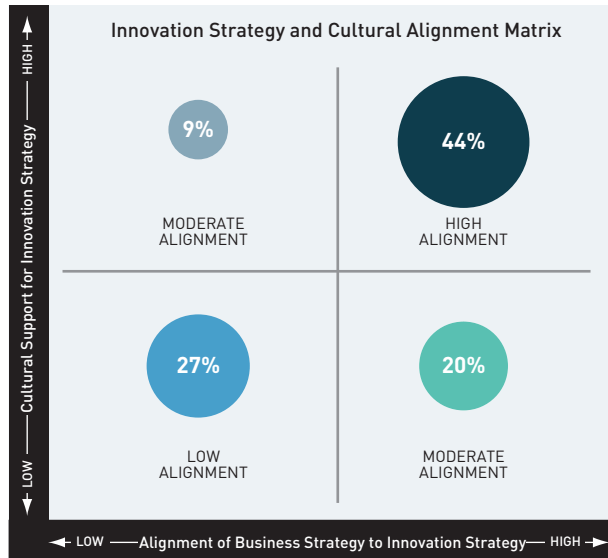 Innovation Strategy and Cultural Alignment Matrix
HIGH
Cultural Support for Innovation Strategy
LOW
9%
MODERATE
ALIGNMENT
44%
HIGH
ALIGNMENT
27%
LOW
ALIGNMENT
20%
MODERATE
ALIGNMENT
LOW Alignment of Business Strategy to Innovation Strategy HIGH